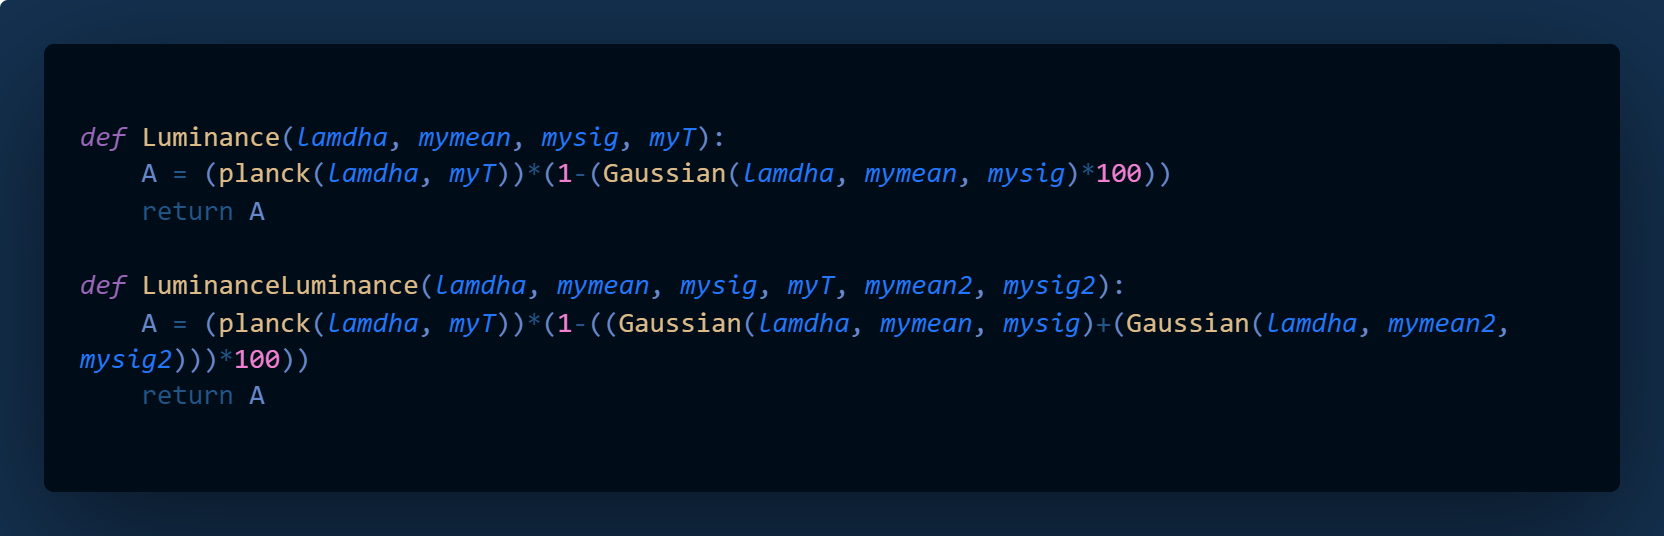 def Luminance(lamdha, mymean, mysig, myT):
    A = (planck(lamdha, myT))*(1-(Gaussian(lamdha, mymean, mysig)*100))
    return A

def LuminanceLuminance(lamdha, mymean, mysig, myT, mymean2, mysig2):
    A = (planck(lamdha, myT))*(1-((Gaussian(lamdha, mymean, mysig)+(Gaussian(lamdha, mymean2,
mysig2)))*100))
    return A